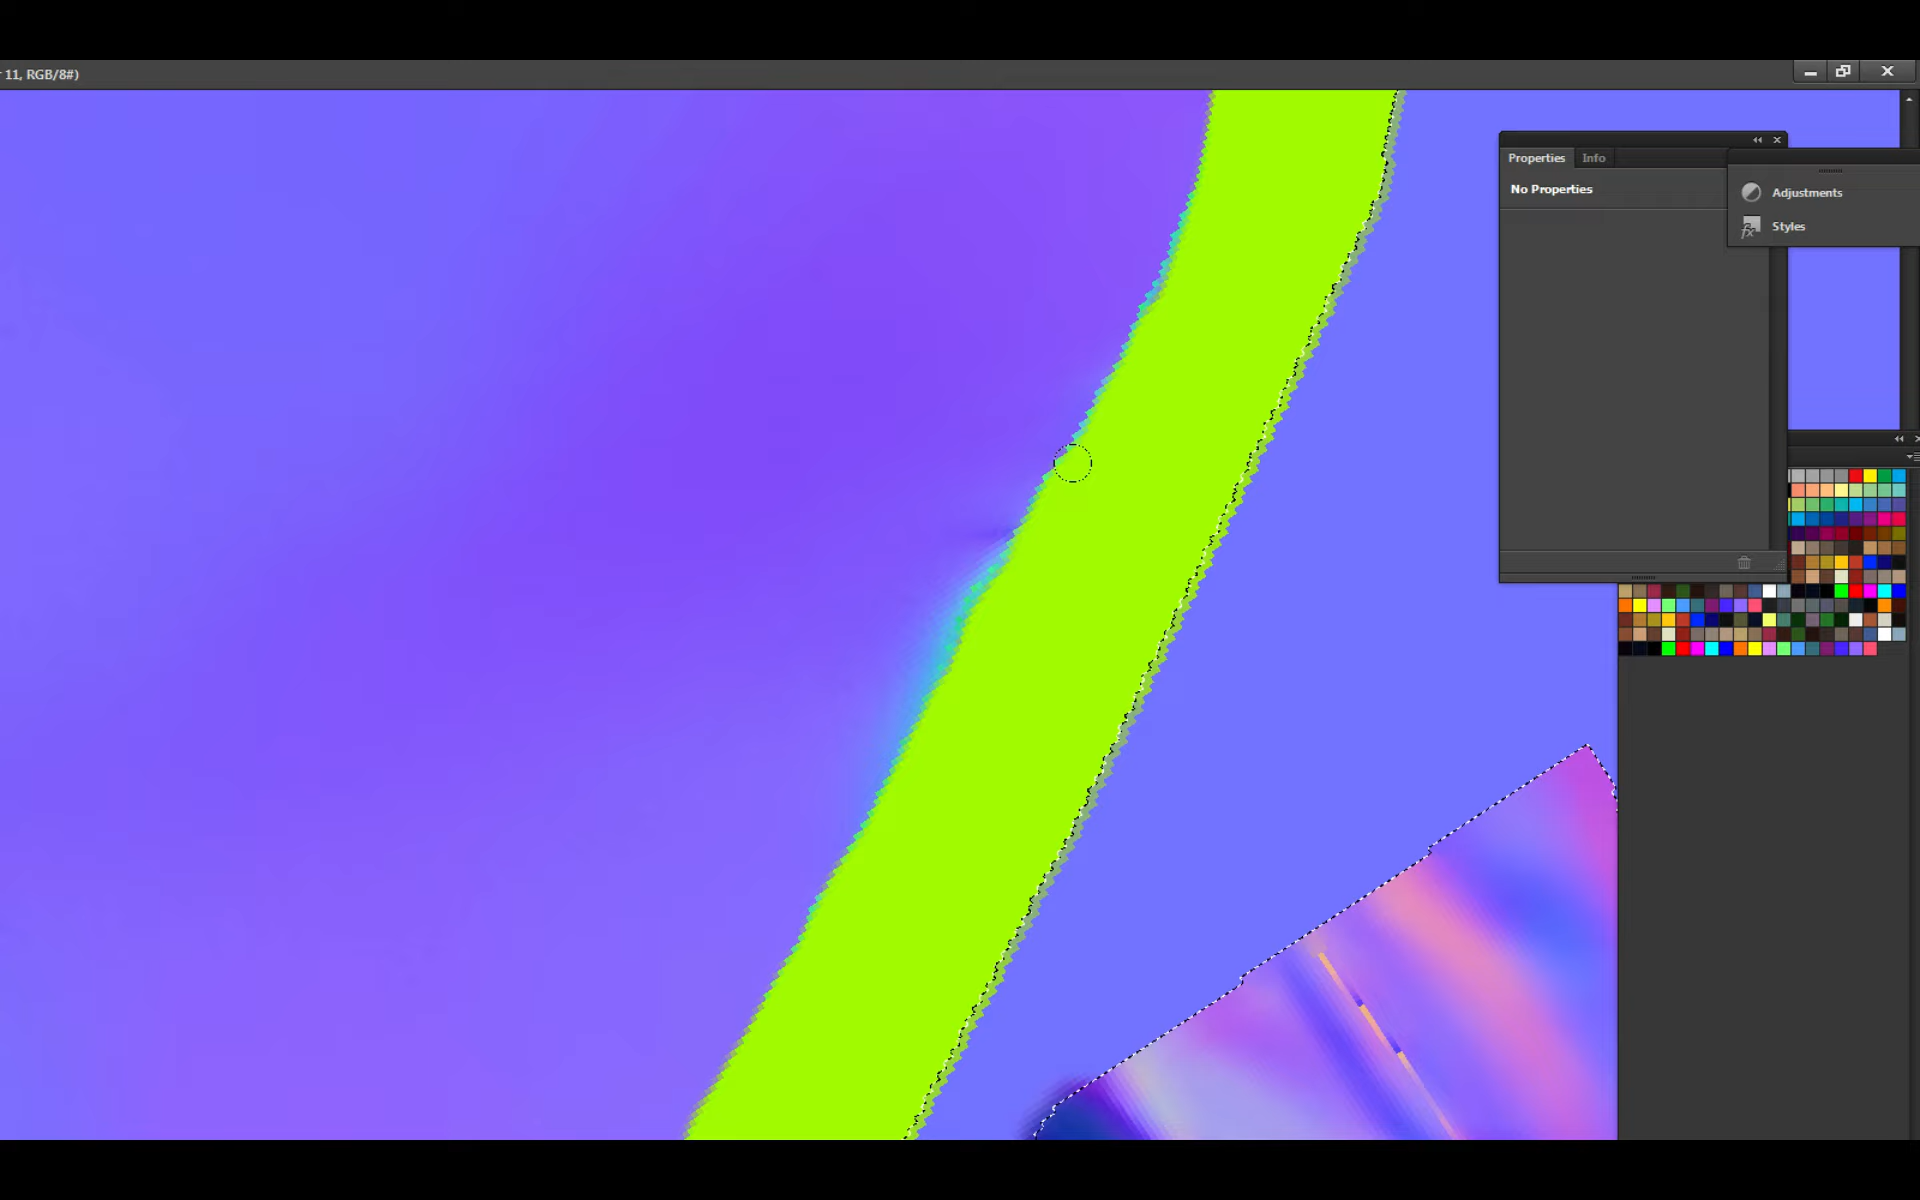 11, RGB/8#)
Properties Info
No Properties
Adjustments
Styles